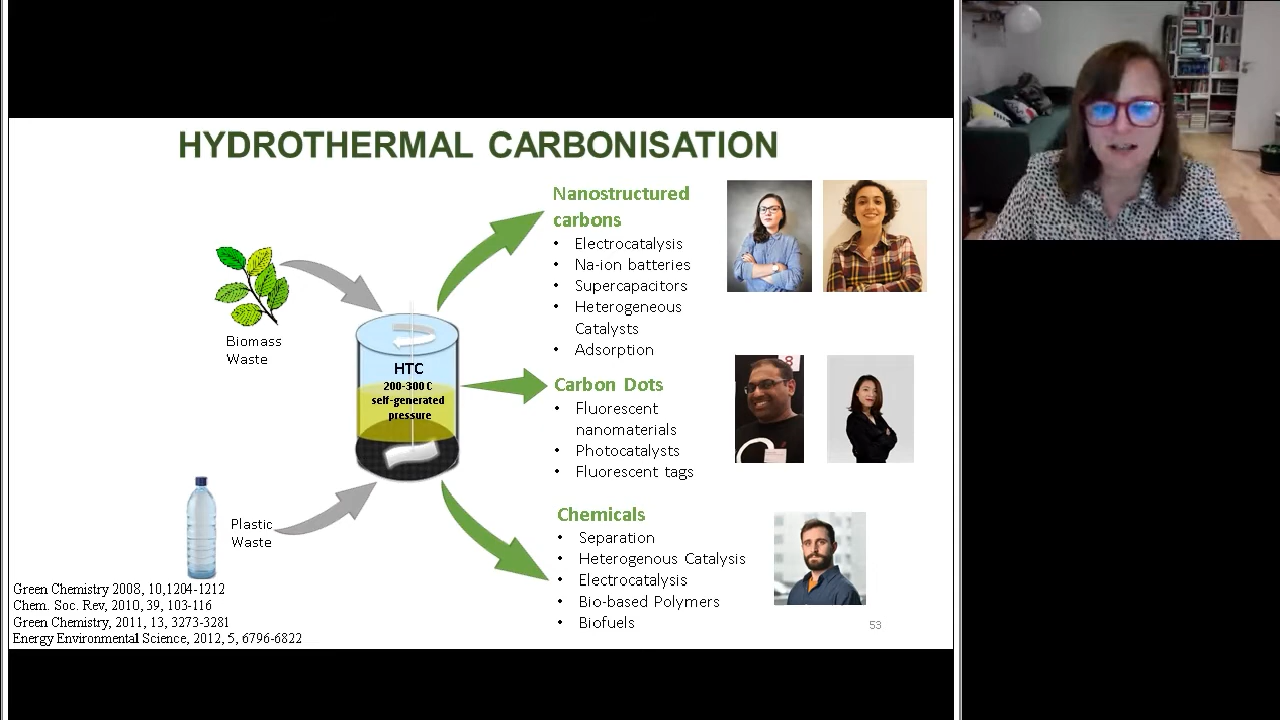 HYDROTHERMAL CARBONISATION
Nanostructured
carbons
• Electrocatalysis
• Na-ion batteries
• Supercapacitors
• Heterogeneous
Catalysts
• Adsorption
Biomass
Waste
HTC
200-300 C
self-generated
pressure
Carbon Dots
• Fluorescent
nanomaterials
• Photocatalysts
• Fluorescent tags
8
Plastic
Waste
Chemicals
• Separation
• Heterogenous Catalysis
• Electrocatalysis
• Bio-based Polymers
• Biofuels
Green Chemistry 2008, 10,1204-1212
Chem. Soc. Rev, 2010, 39, 103-116
Green Chemistry, 2011, 13, 3273-3281
Energy Environmental Science, 2012, 5, 6796-6822
53